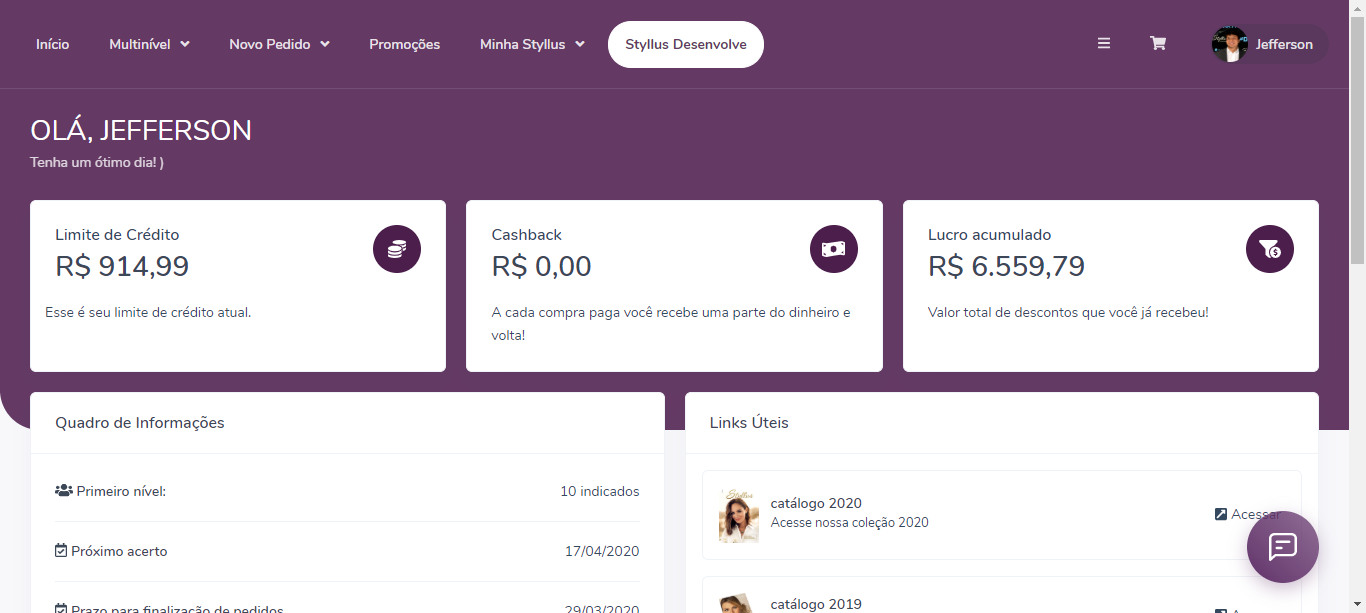 Início Multinível Novo Pedido Promoções Minha Styllus Styllus Desenvolve Jefferson
OLÁ, JEFFERSON
Tenha um ótimo dia! )
Limite de Crédito
R$ 914,99
Esse é seu limite de crédito atual.
Cashback
R$ 0,00
A cada compra paga você recebe uma parte do dinheiro e
volta!
Lucro acumulado
R$ 6.559,79
Valor total de descontos que você já recebeu!
Quadro de Informações
Primeiro nível: 10 indicados
Próximo acerto 17/04/2020
Prazo para finalização de pedidos 29/03/2020
Links Úteis
Styllus
catálogo 2020
Acesse nossa coleção 2020
Acessar
catálogo 2019